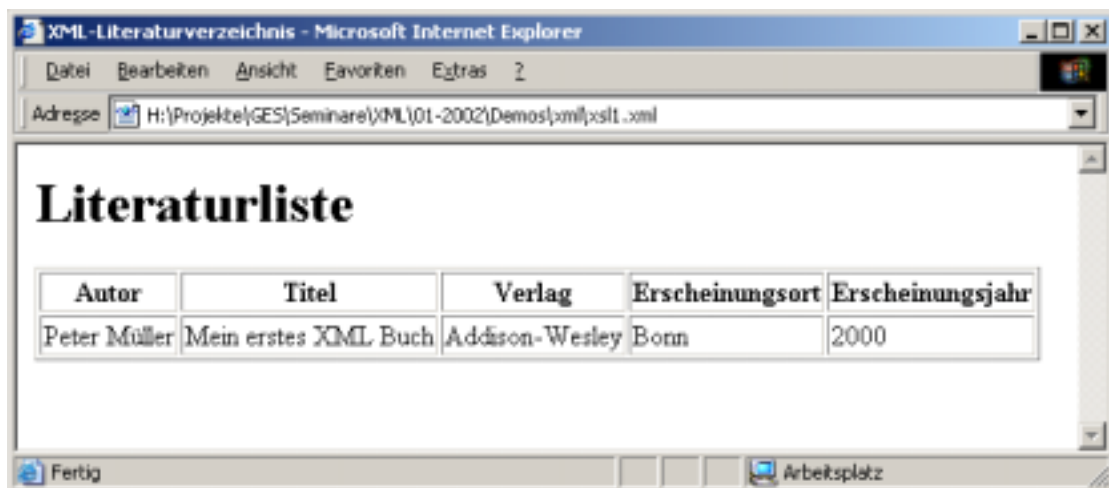 XML-Literaturverzeichnis - Microsoft Internet Explorer
Datei Bearbeiten Ansicht Favoriten Extras ?
Adresse H:\Projekte\GES\Seminare\XML\01-2002\Demos\xml\xslt1.xml
Literaturliste
Autor Titel Verlag Erscheinungsort Erscheinungsjahr
Peter Müller Mein erstes XML Buch Addison-Wesley Bonn 2000
Fertig Arbeitsplatz